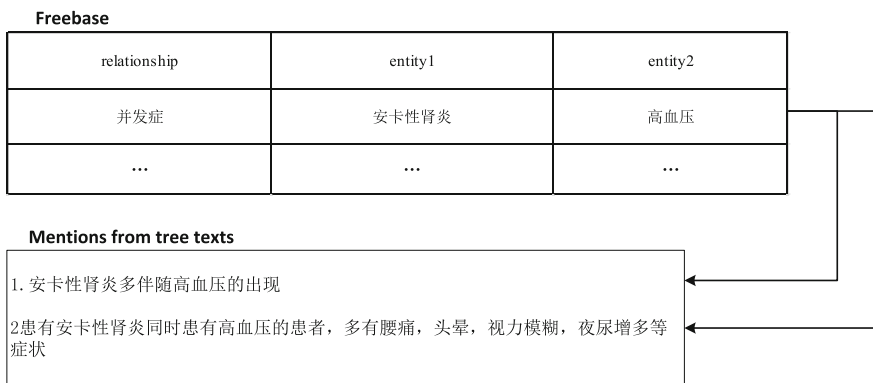 Freebase
relationship entity1 entity2
并发症 安卡性肾炎 高血压
... ... ...
Mentions from tree texts
1.安卡性肾炎多伴随高血压的出现
2患有安卡性肾炎同时患有高血压的患者，多有腰痛，头晕，视力模糊，夜尿增多等
症状